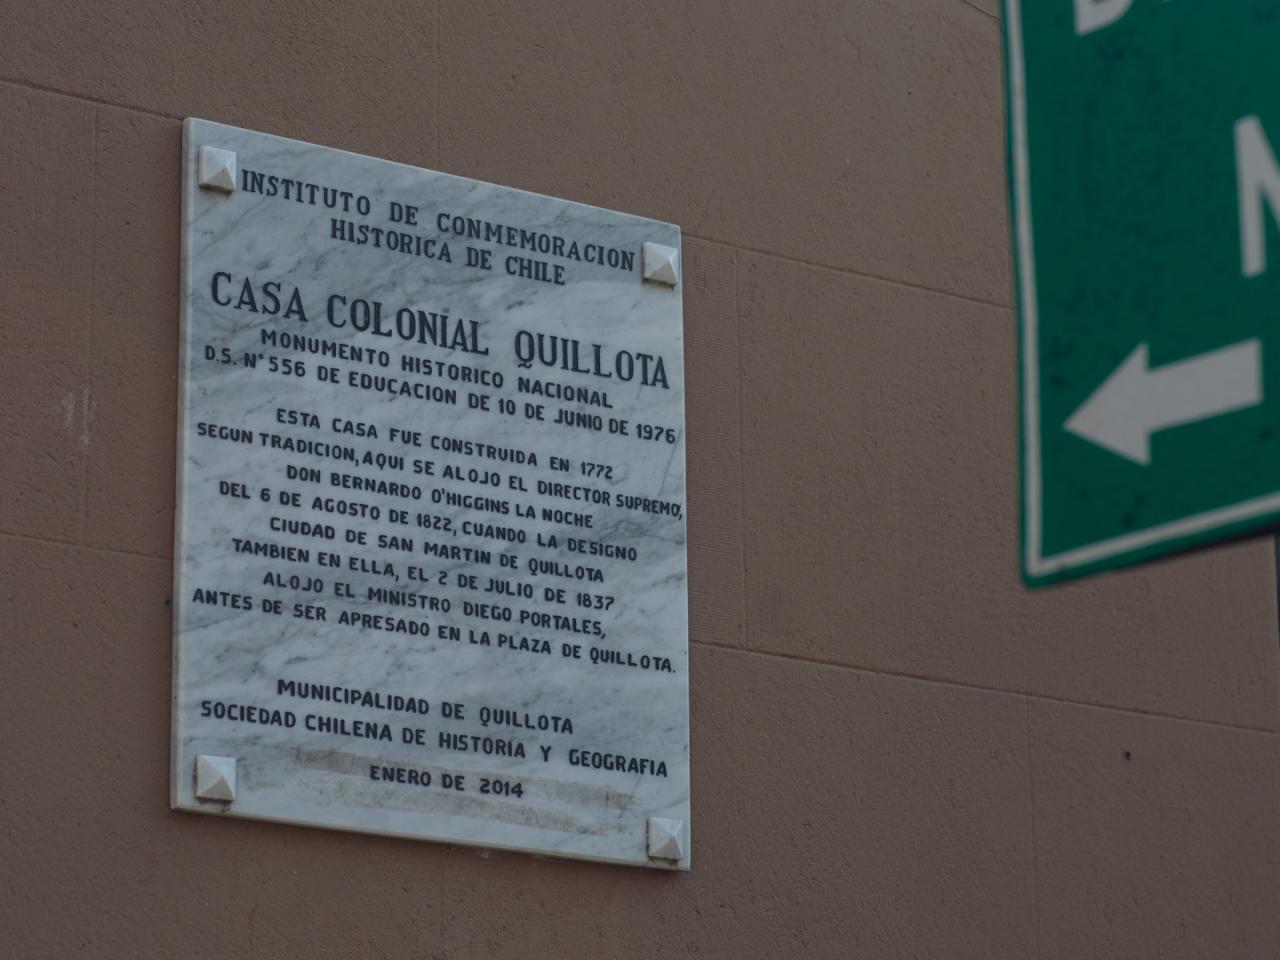 INSTITUTO DE CONMEMORACION
HISTORICA DE CHILE
CASA COLONIAL QUILLOTA
MONUMENTO HISTORICO NACIONAL
D.S. N° 556 DE EDUCACION DE 10 DE JUNIO DE 1976
ESTA CASA FUE CONSTRUIDA EN 1772
SEGUN TRADICION, AQUI SE ALOJO EL DIRECTOR SUPREMO,
DON BERNARDO O'HIGGINS LA NOCHE
DEL 6 DE AGOSTO DE 1822, CUANDO LA DESIGNO
CIUDAD DE SAN MARTIN DE QUILLOTA
TAMBIEN EN ELLA, EL 2 DE JULIO DE 1837
ALOJO EL MINISTRO DIEGO PORTALES,
ANTES DE SER APRESADO EN LA PLAZA DE QUILLOTA.
MUNICIPALIDAD DE QUILLOTA
SOCIEDAD CHILENA DE HISTORIA Y GEOGRAFIA
ENERO DE 2014